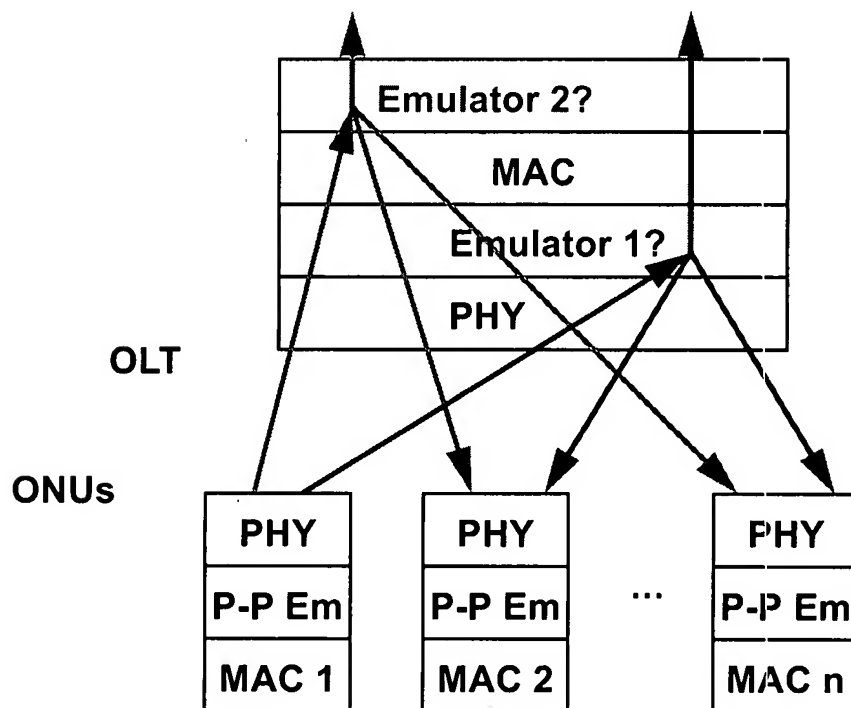 Emulator 2?
MAC
Emulator 1?
PHY
OLT
ONUs
PHY PHY PHY
P-P Em P-P Em ... P-P Em
MAC 1 MAC 2 MAC n